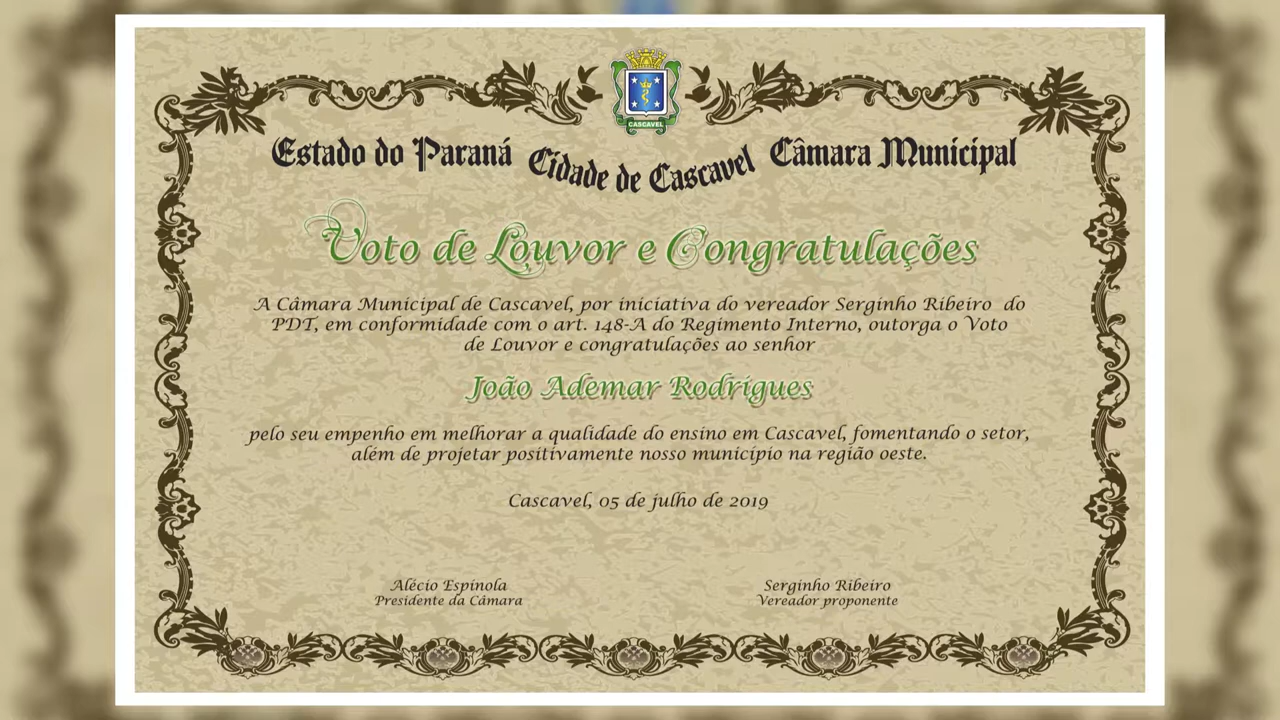 CASCAVEL
Estado do Paraná Cidade de Cascavel Câmara Municipal
Voto de Louvor e Congratulações
A Câmara Municipal de Cascavel, por iniciativa do vereador Serginho Ribeiro do
PDT, em conformidade com o art. 148-A do Regimento Interno, outorga o Voto
de Louvor e congratulações ao senhor
João Ademar Rodrigues
pelo seu empenho em melhorar a qualidade do ensino em Cascavel, fomentando o setor,
além de projetar positivamente nosso município na região oeste.
Cascavel, 05 de julho de 2019
Alécio Espínola
Presidente da Câmara
Serginho Ribeiro
Vereador proponente